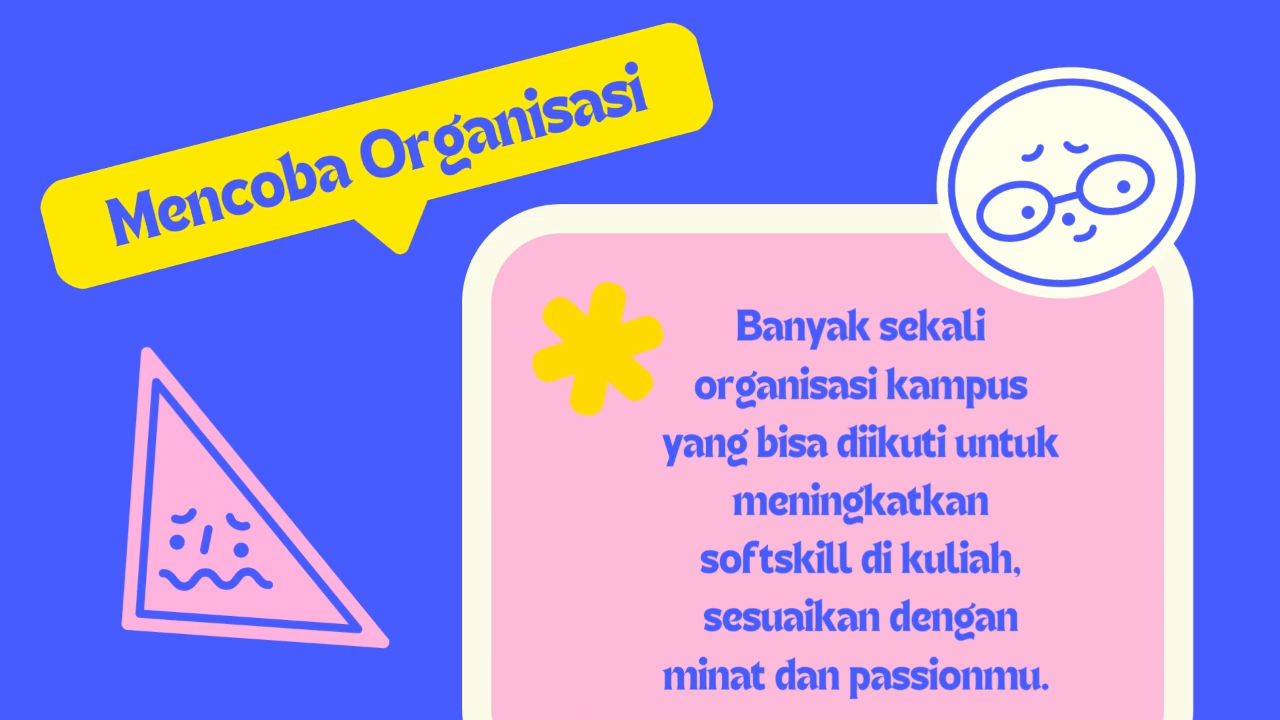 Mencoba Organisasi
Banyak sekali
organisasi kampus
yang bisa diikuti untuk
meningkatkan
softskill di kuliah,
sesuaikan dengan
minat dan passionmu.